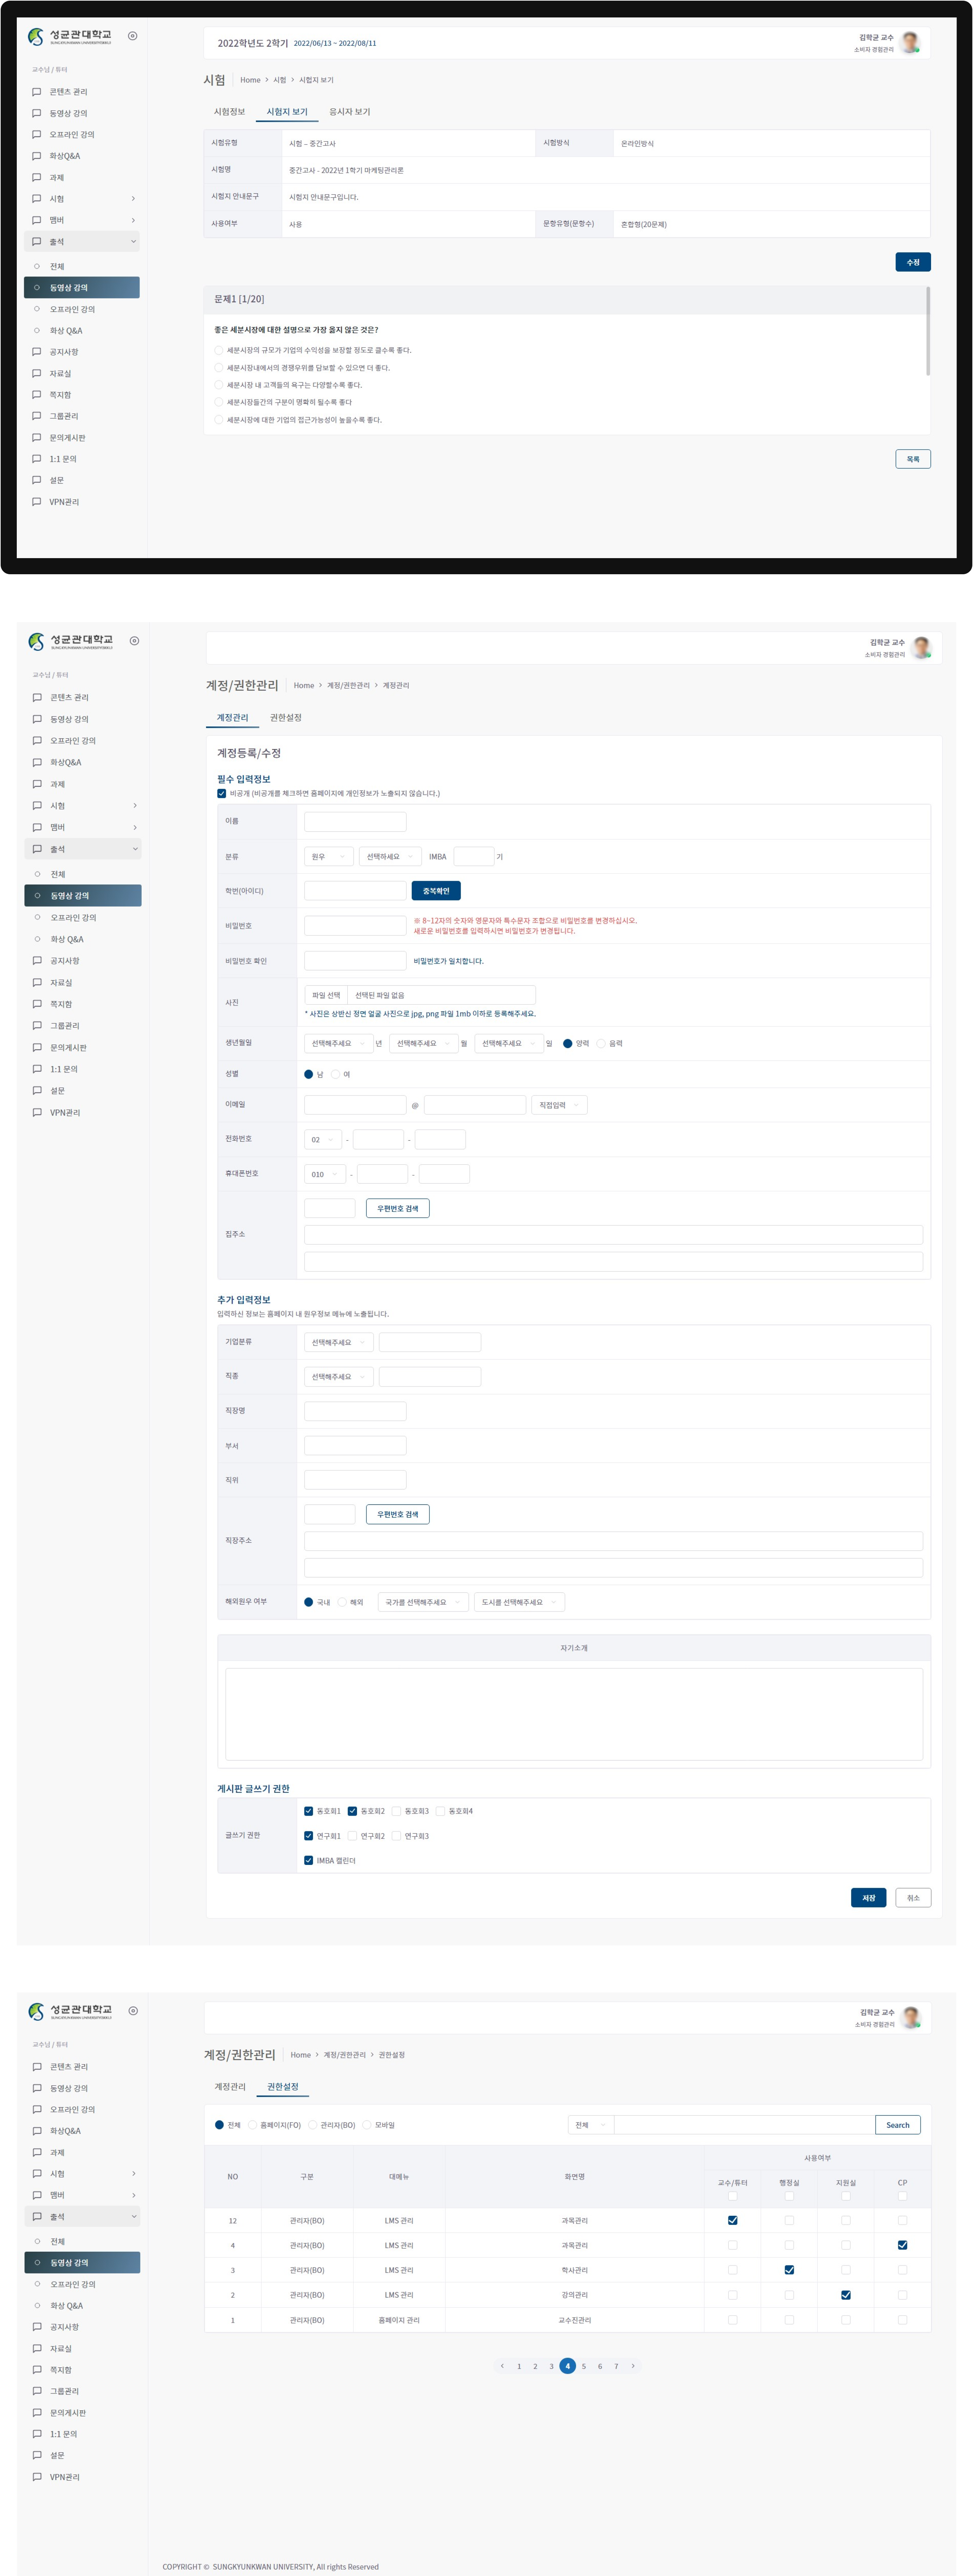 성균관대학교
SUNGKYUNKWAN UNIVERSITY
교수님 / 튜터
콘텐츠 관리
동영상 강의
오프라인 강의
화상Q&A
과제
시험
멤버
출석
전체
동영상 강의
오프라인 강의
화상 Q&A
공지사항
자료실
쪽지함
그룹관리
문의게시판
1:1 문의
설문
VPN관리
2022학년도 2학기 2022/06/13 ~ 2022/08/11
김학균 교수
소비자 경험관리
시험 Home > 시험 > 시험지 보기
시험정보 시험지 보기 응시자 보기
시험유형 시험 – 중간고사 시험방식 온라인방식
시험명 중간고사 - 2022년 1학기 마케팅관리론
시험지 안내문구 시험지 안내문구입니다.
사용여부 사용 문항유형(문항수) 혼합형(20문제)
수정
문제1 [1/20]
좋은 세분시장에 대한 설명으로 가장 옳지 않은 것은?
세분시장의 규모가 기업의 수익성을 보장할 정도로 클수록 좋다.
세분시장내에서의 경쟁우위를 담보할 수 있으면 더 좋다.
세분시장 내 고객들의 욕구는 다양할수록 좋다.
세분시장들간의 구분이 명확히 될수록 좋다
세분시장에 대한 기업의 접근가능성이 높을수록 좋다.
목록
성균관대학교
교수님 / 튜터
콘텐츠 관리
동영상 강의
오프라인 강의
화상Q&A
과제
시험
멤버
출석
전체
동영상 강의
오프라인 강의
화상 Q&A
공지사항
자료실
쪽지함
그룹관리
문의게시판
1:1 문의
설문
VPN관리
김학균 교수
소비자 경험관리
계정/권한관리 Home > 계정/권한관리 > 계정관리
계정관리 권한설정
계정등록/수정
필수 입력정보
비공개 (비공개를 체크하면 홈페이지에 개인정보가 노출되지 않습니다.)
이름
분류 원우 선택하세요 IMBA 기
학번(아이디) 중복확인
비밀번호 ※ 8~12자의 숫자와 영문자와 특수문자 조합으로 비밀번호를 변경하십시오.
새로운 비밀번호를 입력하시면 비밀번호가 변경됩니다.
비밀번호 확인 비밀번호가 일치합니다.
사진 파일 선택 선택된 파일 없음
* 사진은 상반신 정면 얼굴 사진으로 jpg, png 파일 1mb 이하로 등록해주세요.
생년월일 선택해주세요 년 선택해주세요 월 선택해주세요 일 양력 음력
성별 남 여
이메일 @ 직접입력
전화번호 02 - -
휴대폰번호 010 - -
우편번호 검색
집주소
추가 입력정보
입력하신 정보는 홈페이지 내 원우정보 메뉴에 노출됩니다.
기업분류 선택해주세요
직종 선택해주세요
직장명
부서
직위
우편번호 검색
직장주소
해외원우 여부 국내 해외 국가를 선택해주세요 도시를 선택해주세요
자기소개
게시판 글쓰기 권한
동호회1 동호회2 동호회3 동호회4
글쓰기 권한 연구회1 연구회2 연구회3
IMBA 캘린더
저장 취소
성균관대학교
교수님 / 튜터
콘텐츠 관리
동영상 강의
오프라인 강의
화상Q&A
과제
시험
멤버
출석
전체
동영상 강의
오프라인 강의
화상 Q&A
공지사항
자료실
쪽지함
그룹관리
문의게시판
1:1 문의
설문
VPN관리
김학균 교수
소비자 경험관리
계정/권한관리 Home > 계정/권한관리 > 권한설정
계정관리 권한설정
전체 홈페이지(FO) 관리자(BO) 모바일 전체 Search
NO 구분 대메뉴 화면명 사용여부
교수/튜터 행정실 지원실 CP
12 관리자(BO) LMS 관리 과목관리
4 관리자(BO) LMS 관리 과목관리
3 관리자(BO) LMS 관리 학사관리
2 관리자(BO) LMS 관리 강의관리
1 관리자(BO) 홈페이지 관리 교수진관리
< 1 2 3 4 5 6 7 >
COPYRIGHT © SUNGKYUNKWAN UNIVERSITY, All rights Reserved